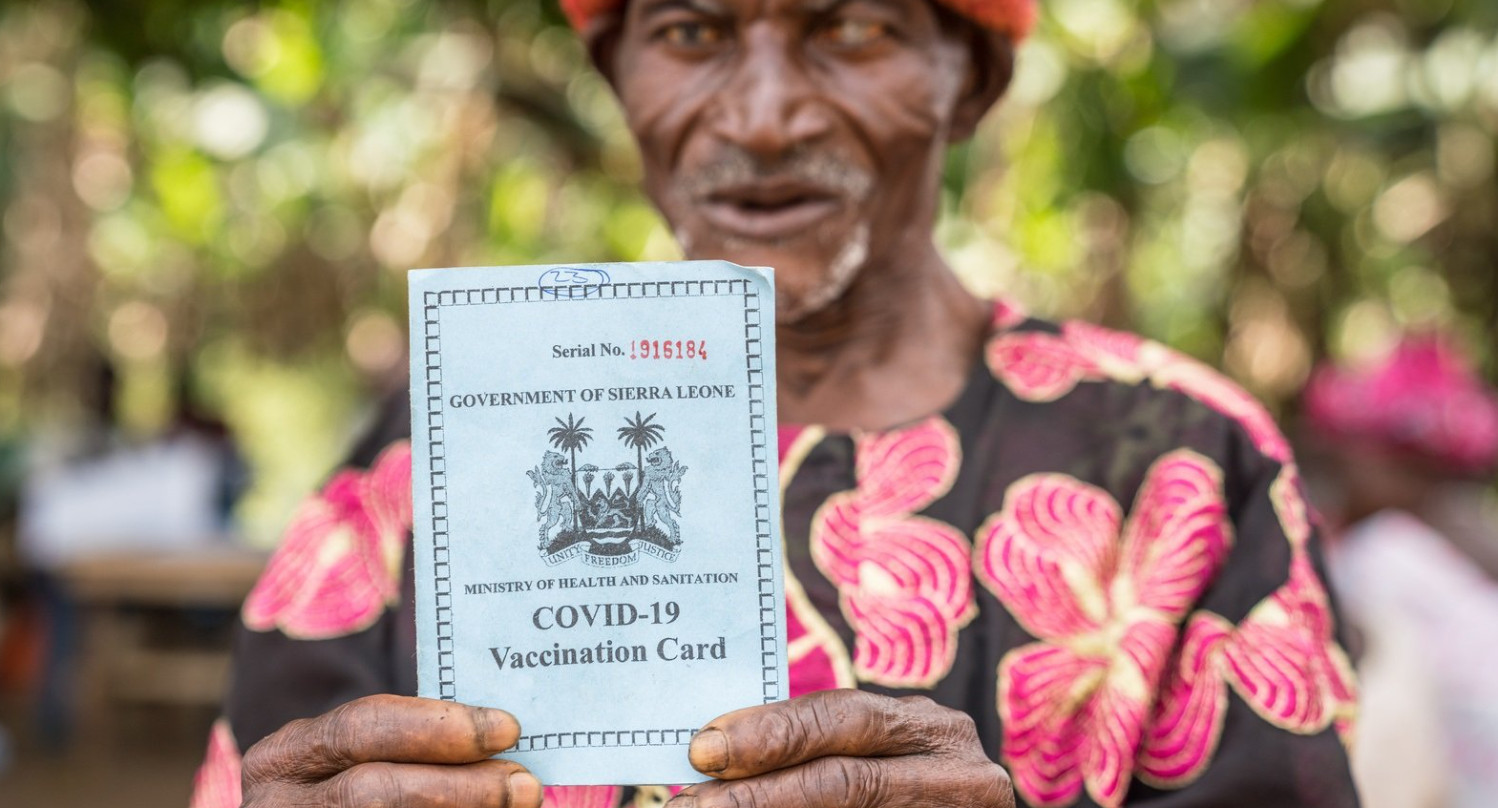 23
Serial No. 1916184
GOVERNMENT OF SIERRA LEONE
UNITY FREEDOM JUSTICE
MINISTRY OF HEALTH AND SANITATION
COVID-19
Vaccination Card